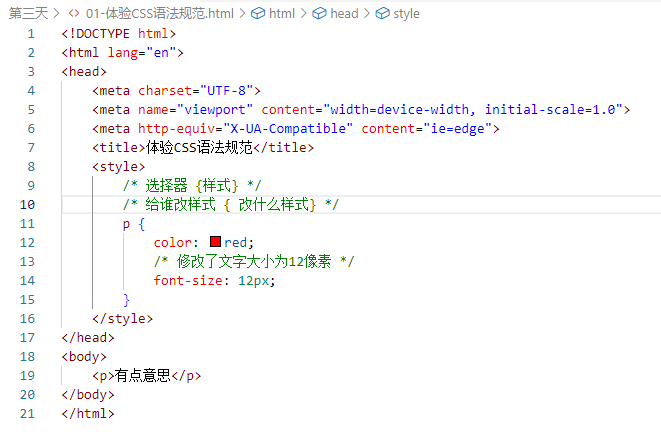 第三天 > <> 01-体验CSS语法规范.html > html > head > style
1 <!DOCTYPE html>
2 <html lang="en">
3 <head>
4 <meta charset="UTF-8">
5 <meta name="viewport" content="width=device-width, initial-scale=1.0">
6 <meta http-equiv="X-UA-Compatible" content="ie=edge">
7 <title>体验CSS语法规范</title>
8 <style>
9 /* 选择器 {样式} */
10 /* 给谁改样式 { 改什么样式} */
11 p {
12 color: red;
13 /* 修改了文字大小为12像素 */
14 font-size: 12px;
15 }
16 </style>
17 </head>
18 <body>
19 <p>有点意思</p>
20 </body>
21 </html>